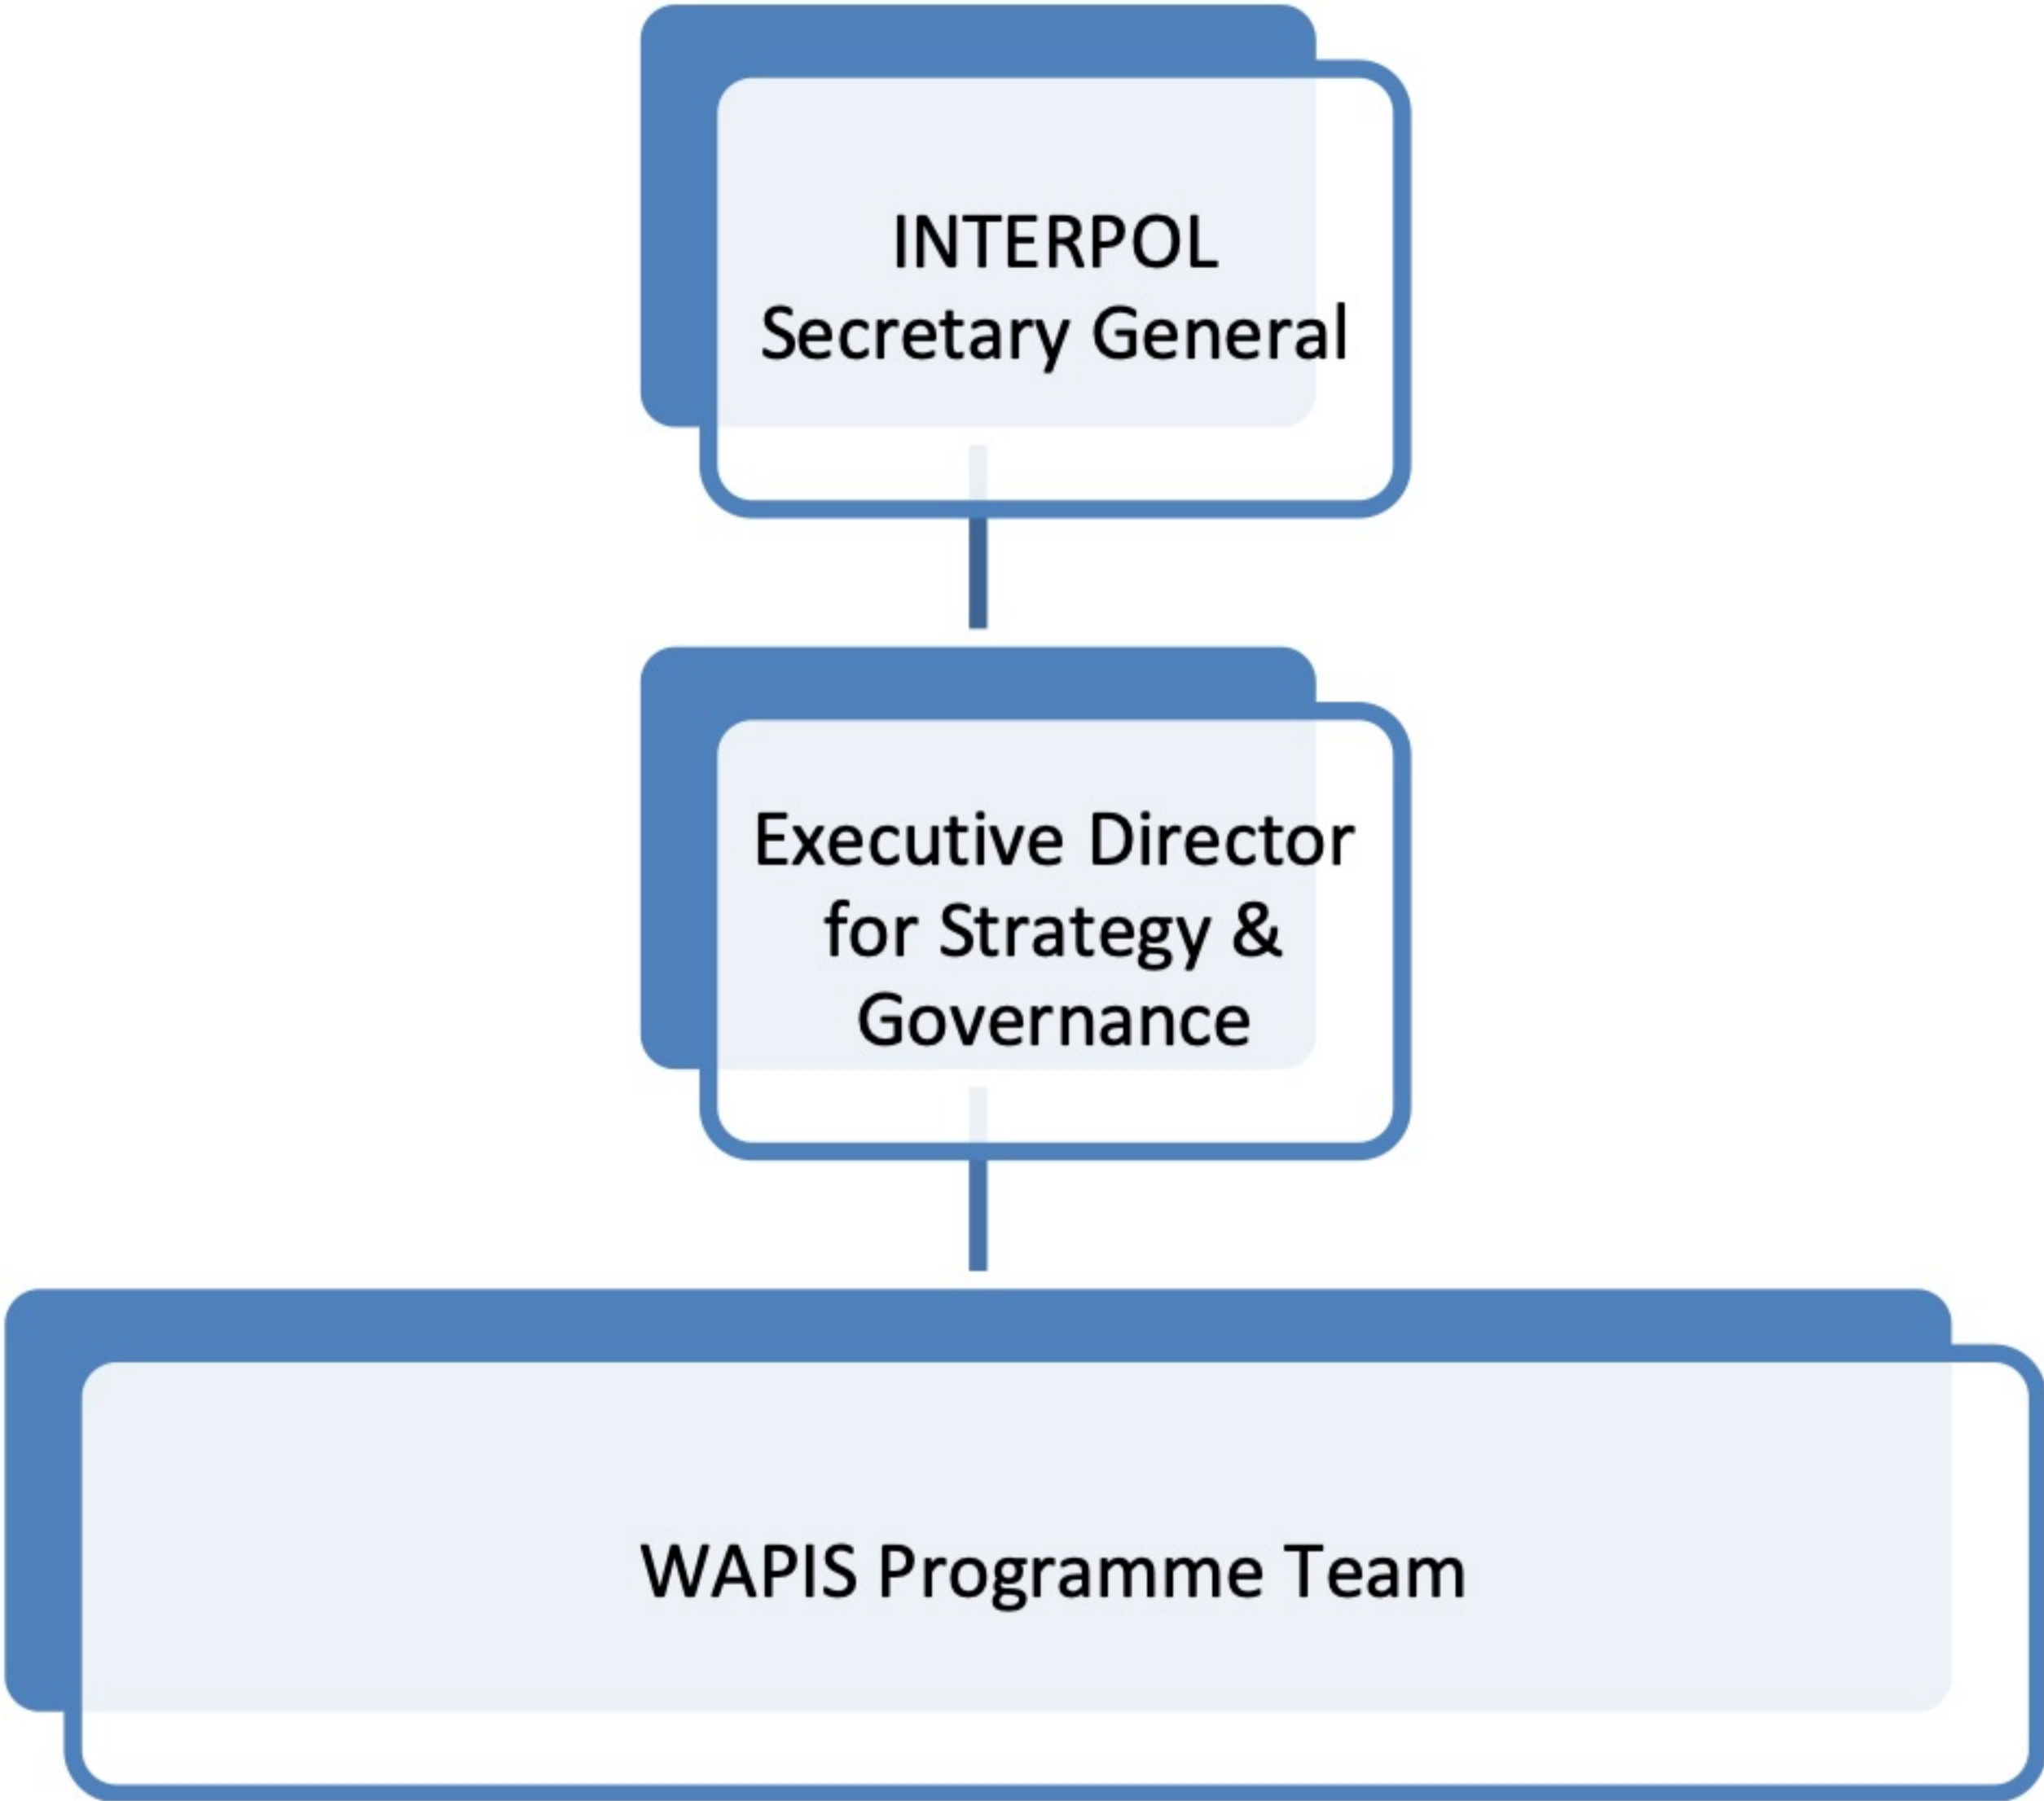 INTERPOL
Secretary General
Executive Director
for Strategy &
Governance
WAPIS Programme Team